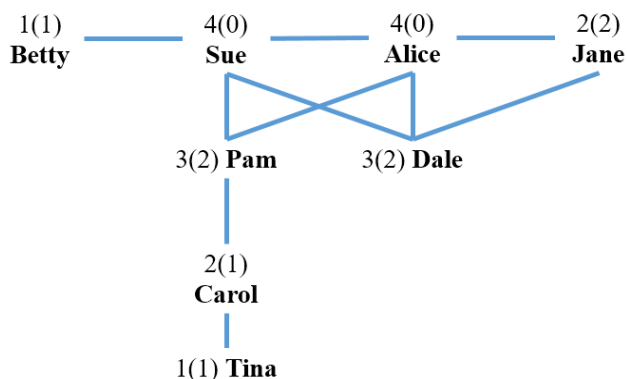 1(1) 4(0) 4(0) 2(2)
Betty Sue Alice Jane
3(2) Pam 3(2) Dale
2(1)
Carol
1(1) Tina